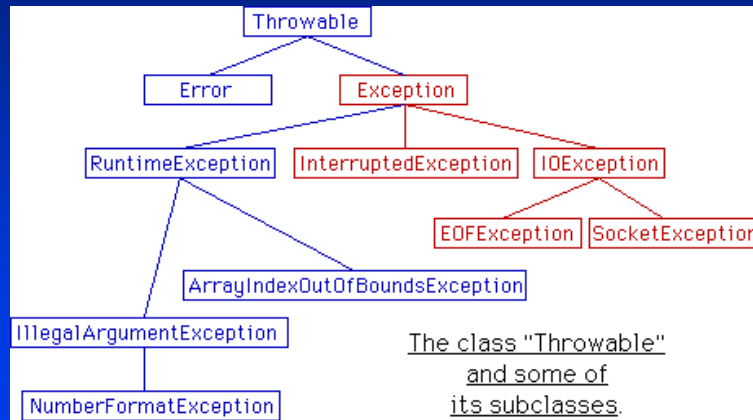 Throwable
Error
Exception
RuntimeException
InterruptedException
IOException
EOFException
SocketException
ArrayIndexOutOfBoundsException
IllegalArgumentException
NumberFormatException
The class "Throwable"
and some of
its subclasses.